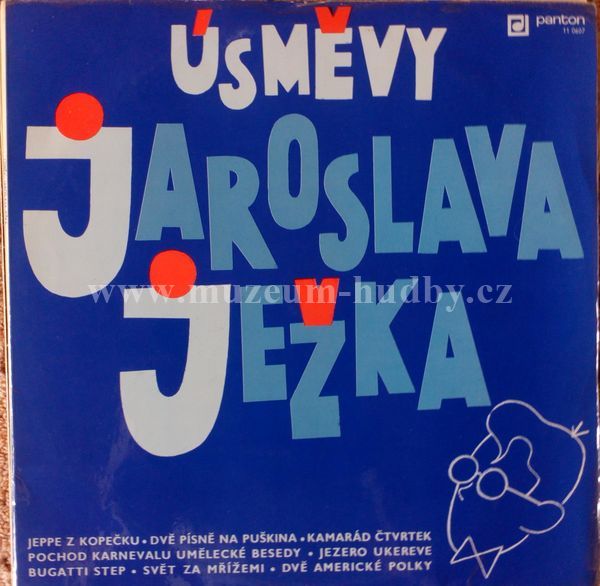 panton
11 0607
ÚSMĚVY
JAROSLAVA
JEŽKA
www.muzeum-hudby.cz
JEPPE Z KOPEČKU • DVĚ PÍSNĚ NA PUŠKINA • KAMARÁD ČTVRTEK
POCHOD KARNEVALU UMĚLECKÉ BESEDY • JEZERO UKEREVE
BUGATTI STEP • SVĚT ZA MŘÍŽEMI • DVĚ AMERICKÉ POLKY